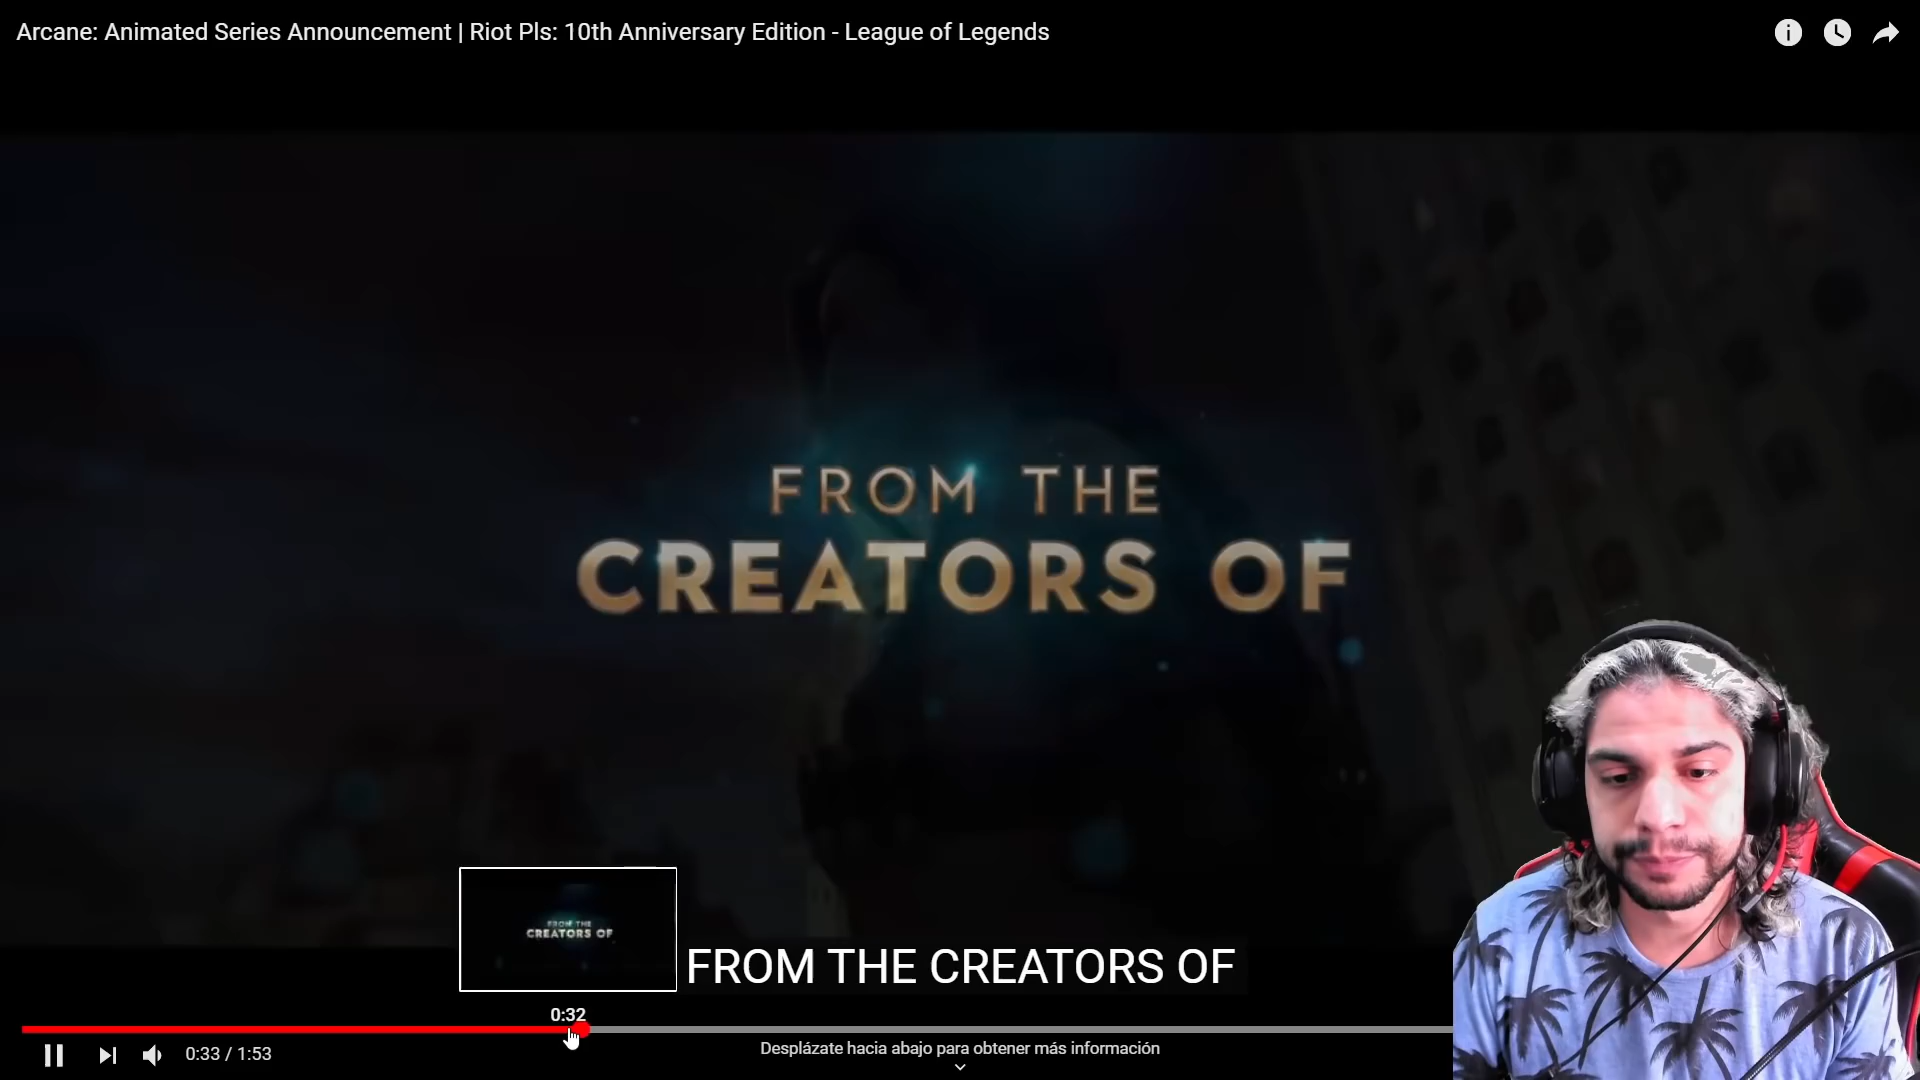 Arcane: Animated Series Announcement | Riot Pls: 10th Anniversary Edition - League of Legends
FROM THE
CREATORS OF
FROM THE
CREATORS OF
FROM THE CREATORS OF
0:32
0:33 / 1:53
Desplázate hacia abajo para obtener más información